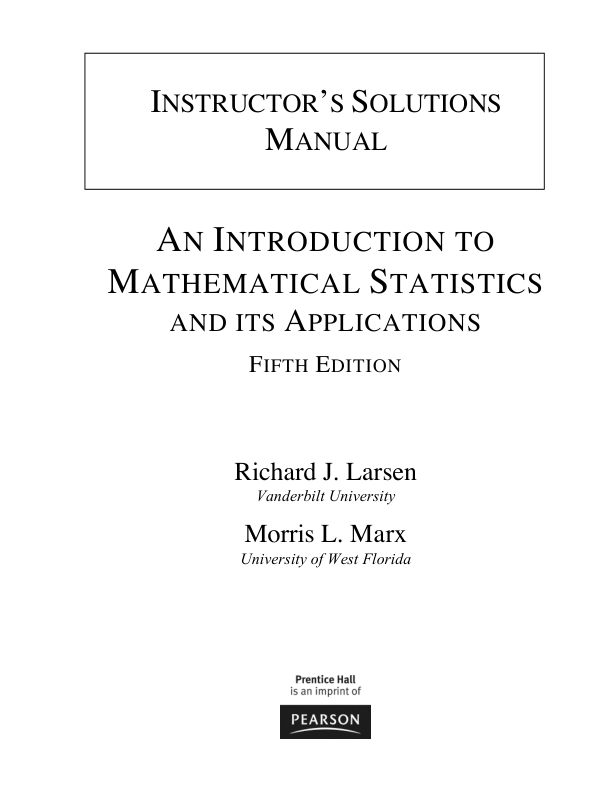 INSTRUCTOR'S SOLUTIONS
MANUAL
AN INTRODUCTION TO
MATHEMATICAL STATISTICS
AND ITS APPLICATIONS
FIFTH EDITION
Richard J. Larsen
Vanderbilt University
Morris L. Marx
University of West Florida
Prentice Hall
is an imprint of
PEARSON